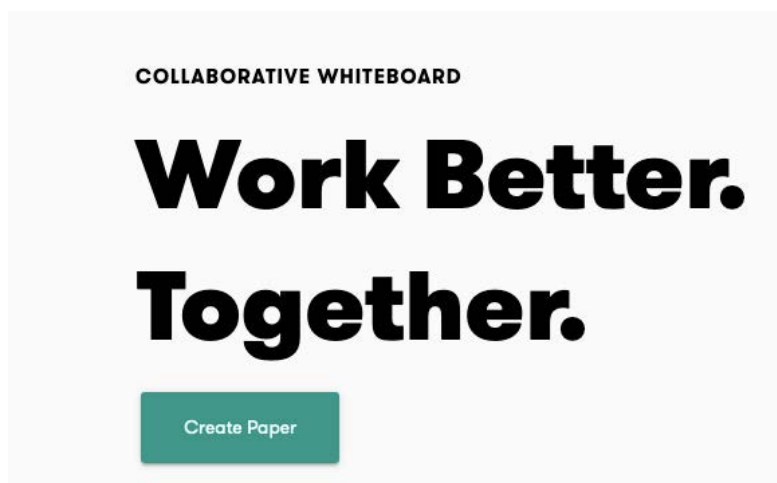 COLLABORATIVE WHITEBOARD
Work Better.
Together.
Create Paper